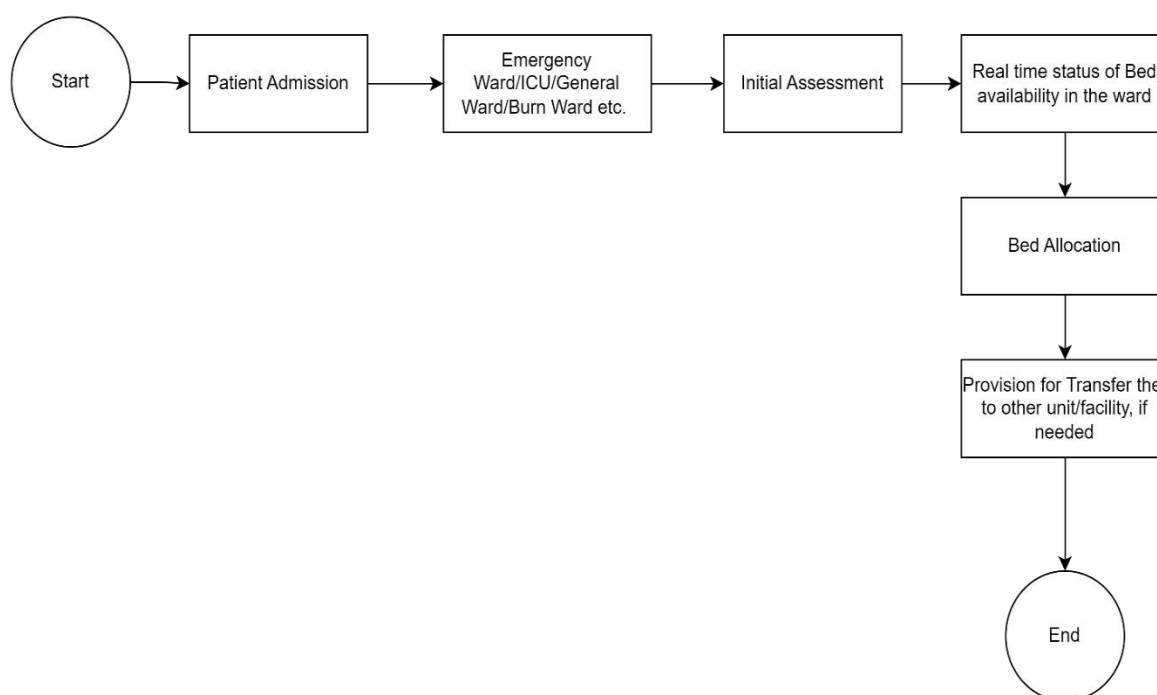 Start
Patient Admission
Emergency
Ward/ICU/General
Ward/Burn Ward etc.
Initial Assessment
Real time status of Bed
availability in the ward
Bed Allocation
Provision for Transfer the
to other unit/facility, if
needed
End